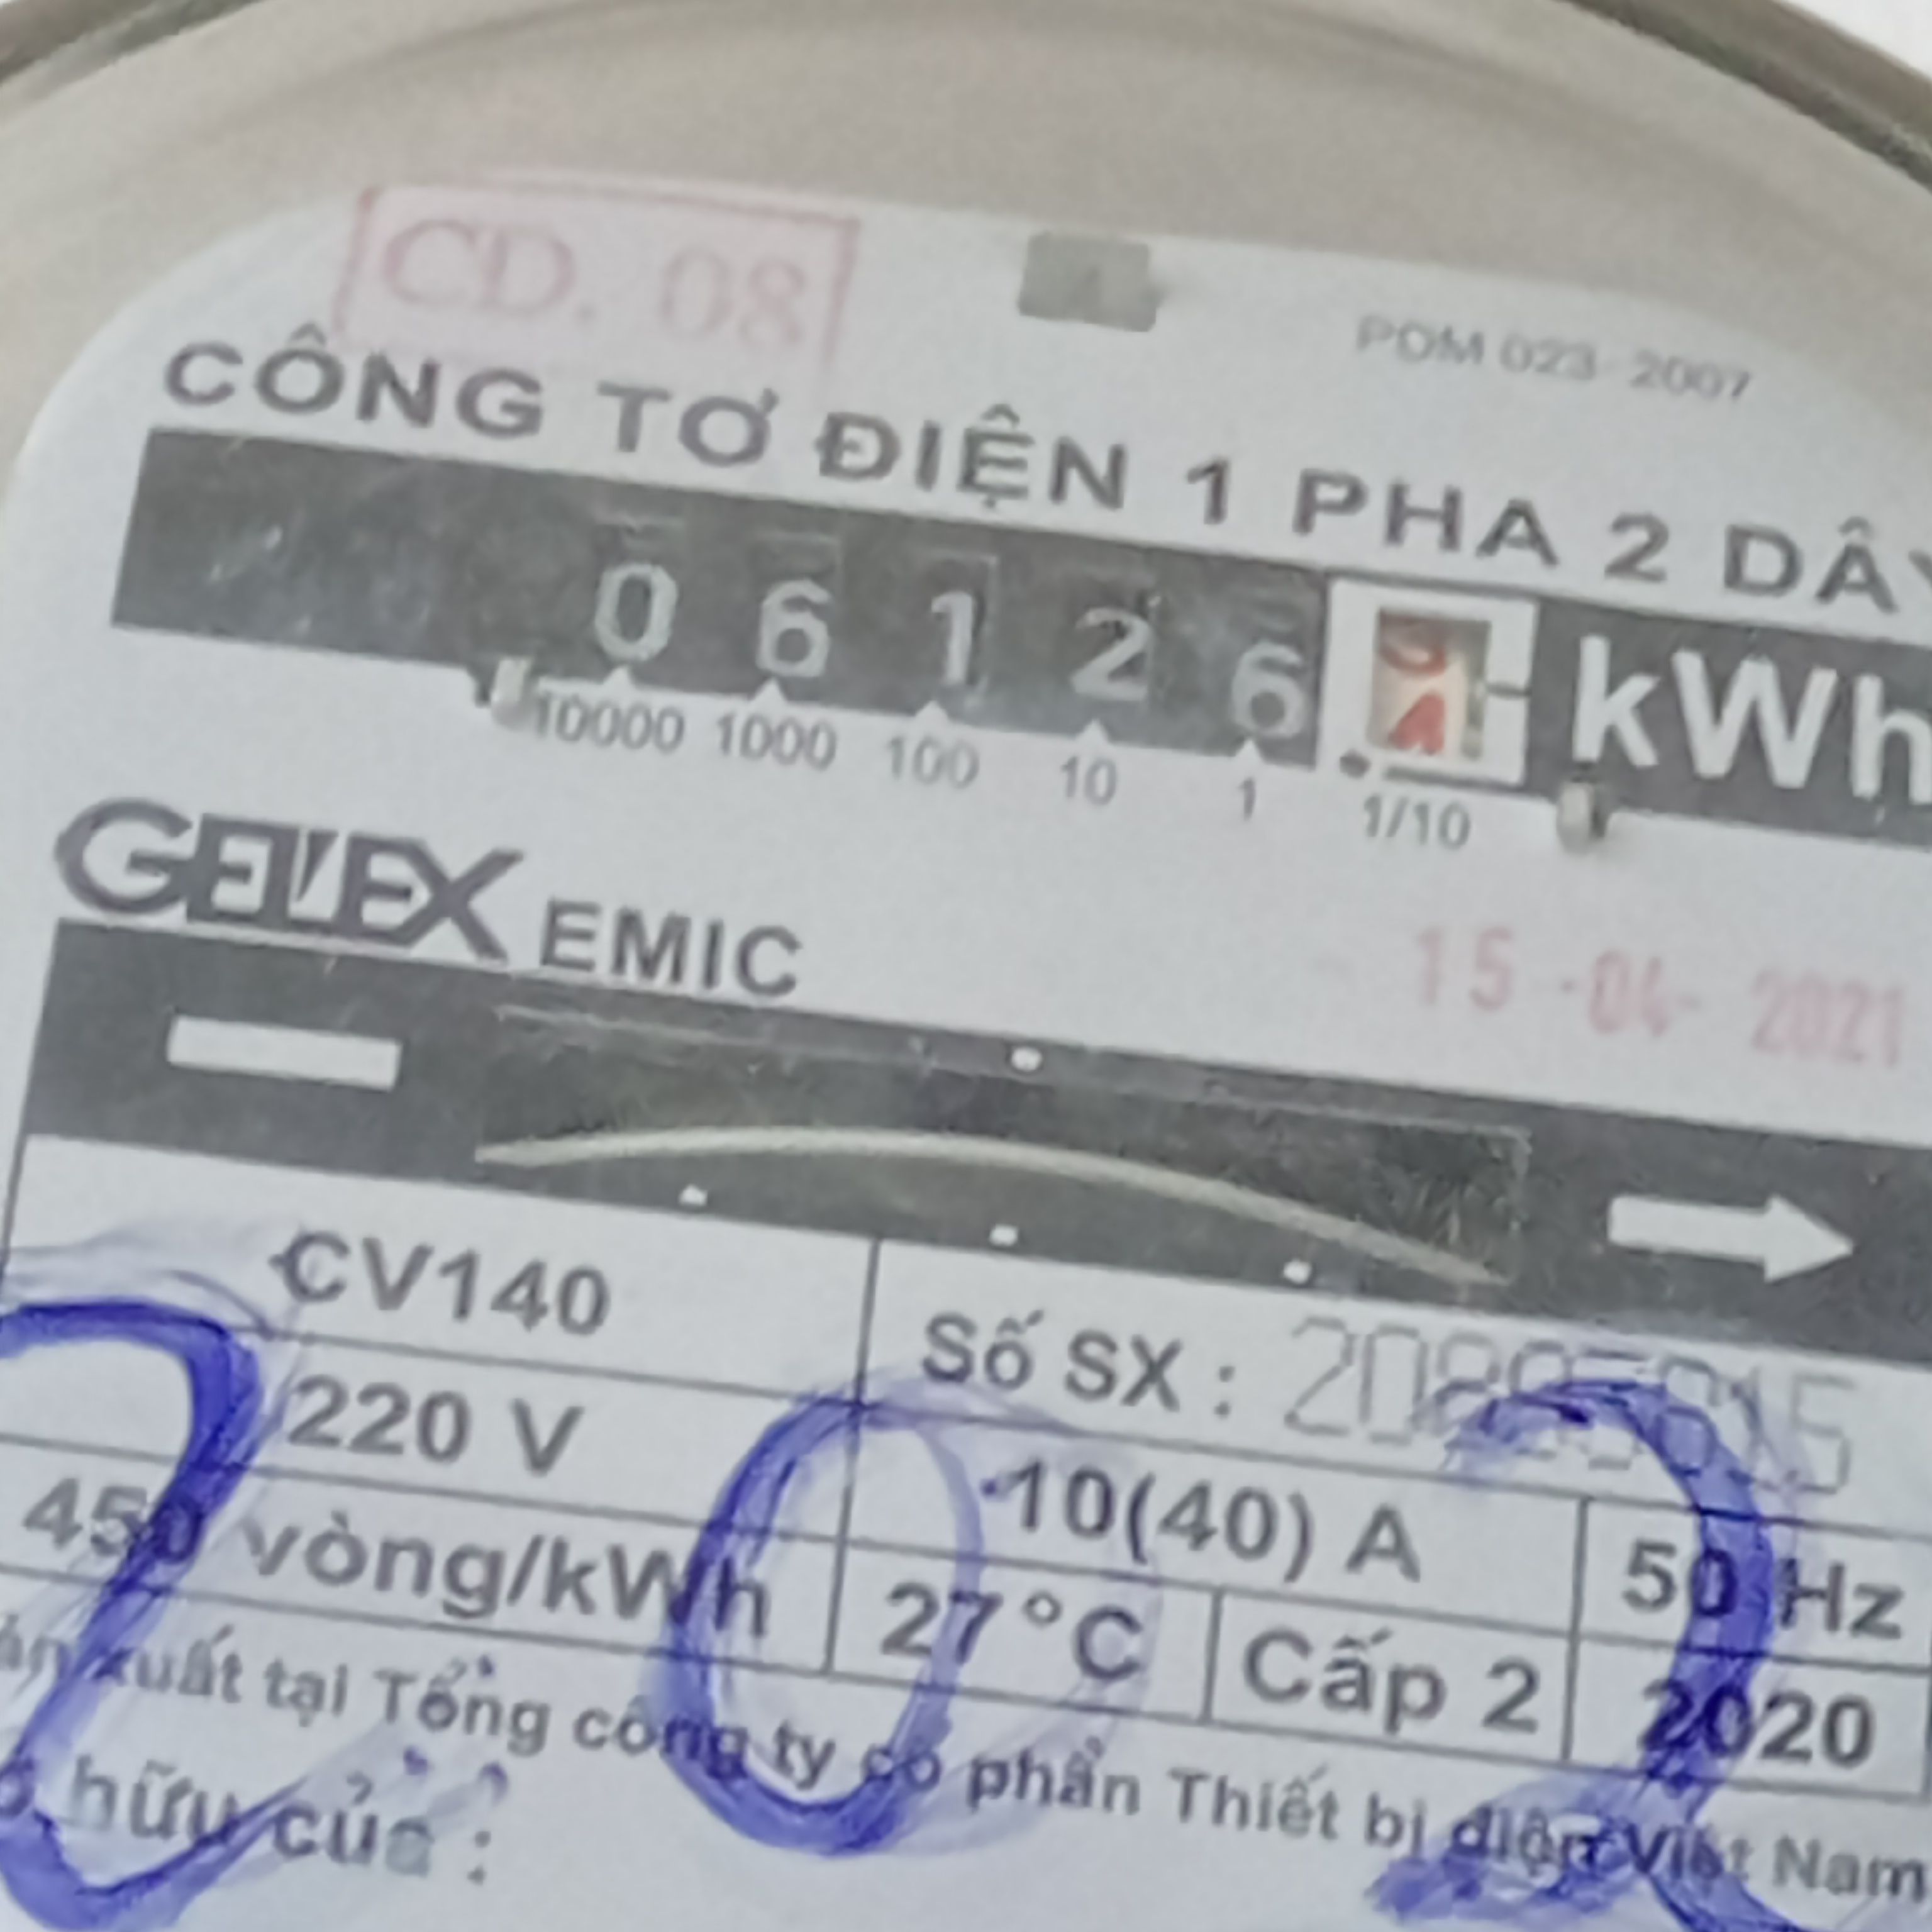 CD. 08
POM 023-2007
CÔNG TƠ ĐIỆN 1 PHA 2 DÂY
0 6 1 2 6 kWh
10000 1000 100 10 1 1/10
GELEX EMIC
15 -04- 2021
CV140
Số SX :
220 V
10(40) A
50 Hz
450 vòng/kWh
27°C
Cấp 2
2020
xuất tại Tổng công ty cổ phần Thiết bị điện Việt Nam
hữu của :
202